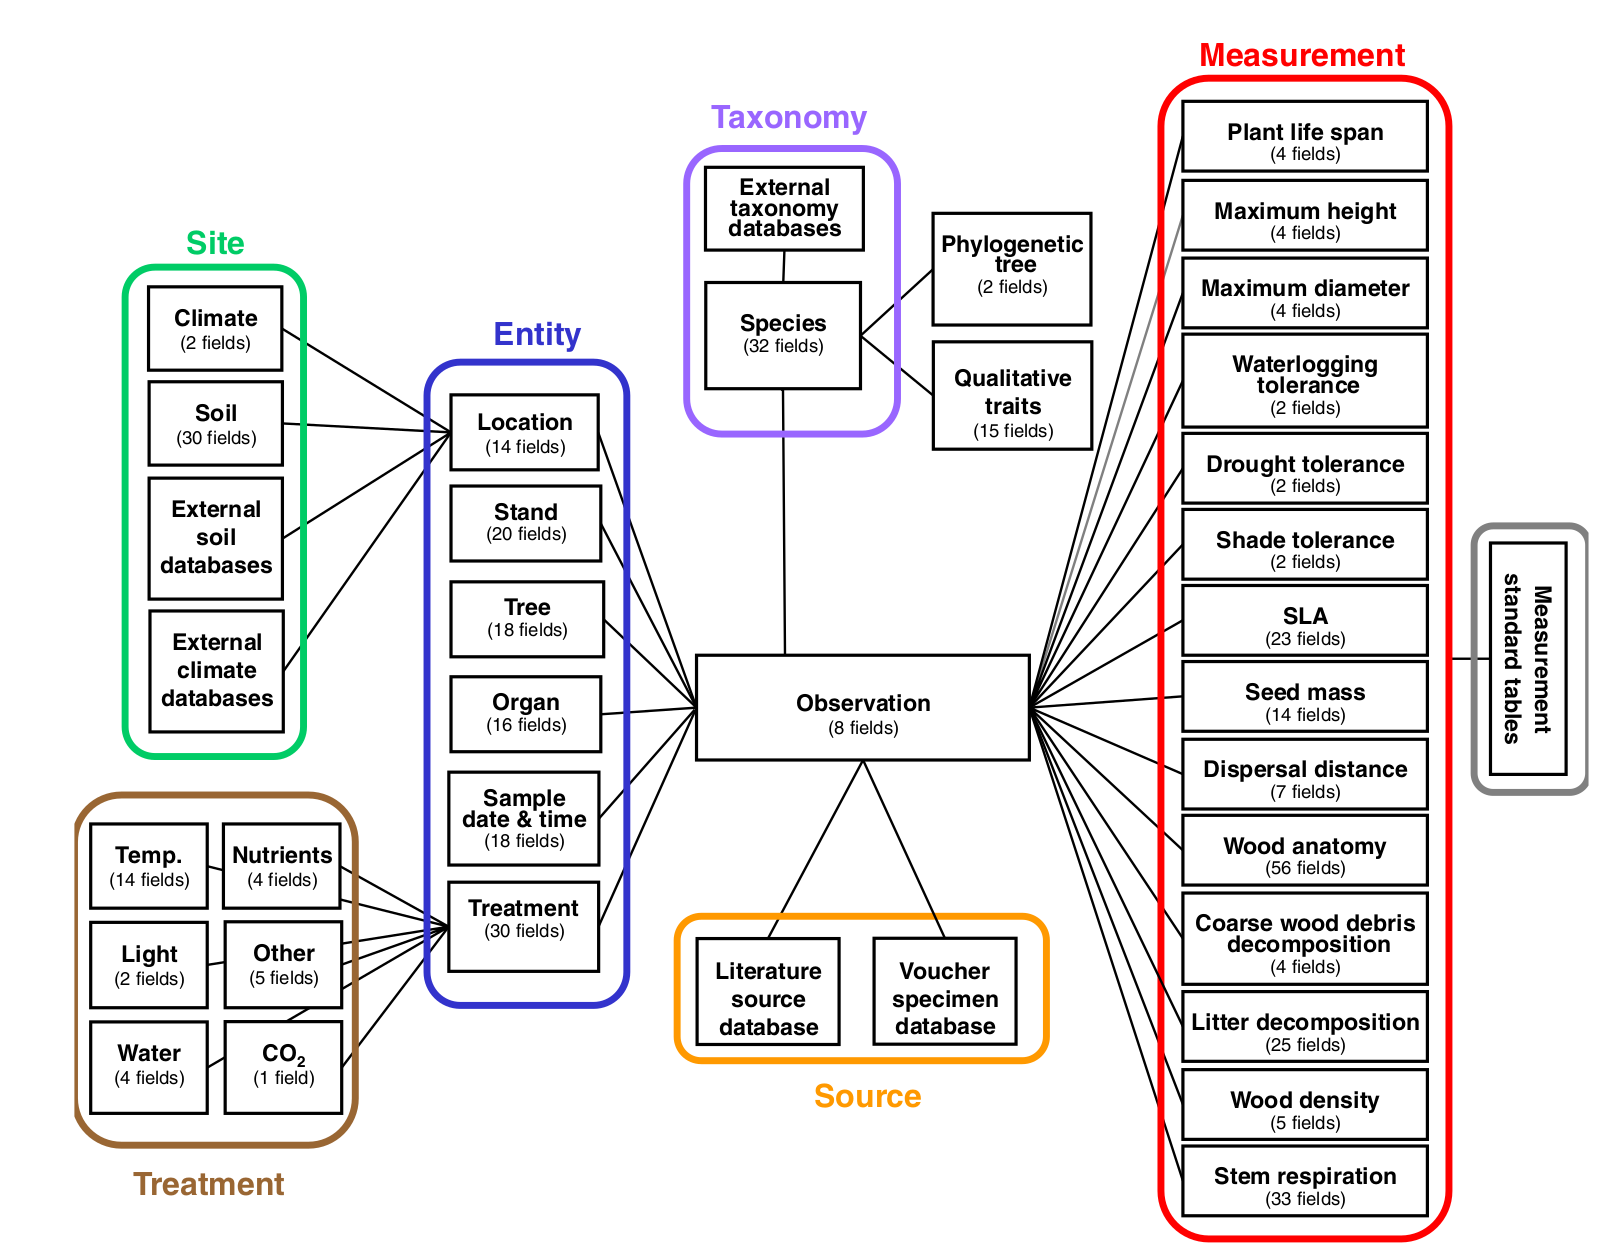 Measurement
Plant life span
(4 fields)
Maximum height
(4 fields)
Maximum diameter
(4 fields)
Waterlogging
tolerance
(2 fields)
Drought tolerance
(2 fields)
Shade tolerance
(2 fields)
SLA
(23 fields)
Seed mass
(14 fields)
Dispersal distance
(7 fields)
Wood anatomy
(56 fields)
Coarse wood debris
decomposition
(4 fields)
Litter decomposition
(25 fields)
Wood density
(5 fields)
Stem respiration
(33 fields)
Measurement
standard tables
Taxonomy
External
taxonomy
databases
Species
(32 fields)
Phylogenetic
tree
(2 fields)
Qualitative
traits
(15 fields)
Site
Climate
(2 fields)
Soil
(30 fields)
External
soil
databases
External
climate
databases
Entity
Location
(14 fields)
Stand
(20 fields)
Tree
(18 fields)
Organ
(16 fields)
Sample
date & time
(18 fields)
Treatment
(30 fields)
Observation
(8 fields)
Temp.
(14 fields)
Nutrients
(4 fields)
Light
(2 fields)
Other
(5 fields)
Water
(4 fields)
CO₂
(1 field)
Treatment
Literature
source
database
Voucher
specimen
database
Source